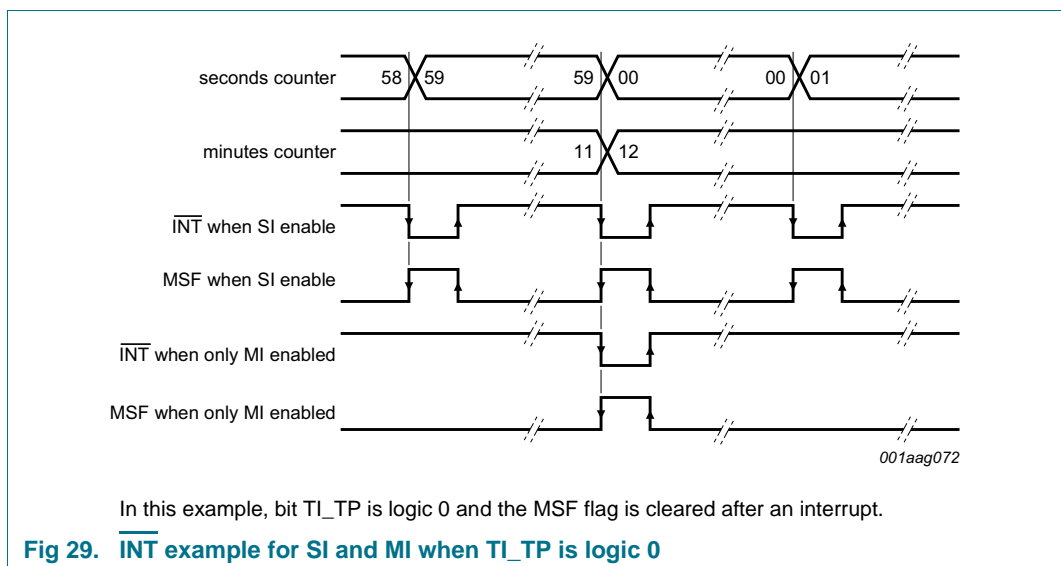 seconds counter 58 59 59 00 00 01
minutes counter 11 12
INT when SI enable
MSF when SI enable
INT when only MI enabled
MSF when only MI enabled
001aag072
In this example, bit TI_TP is logic 0 and the MSF flag is cleared after an interrupt.
Fig 29. INT example for SI and MI when TI_TP is logic 0